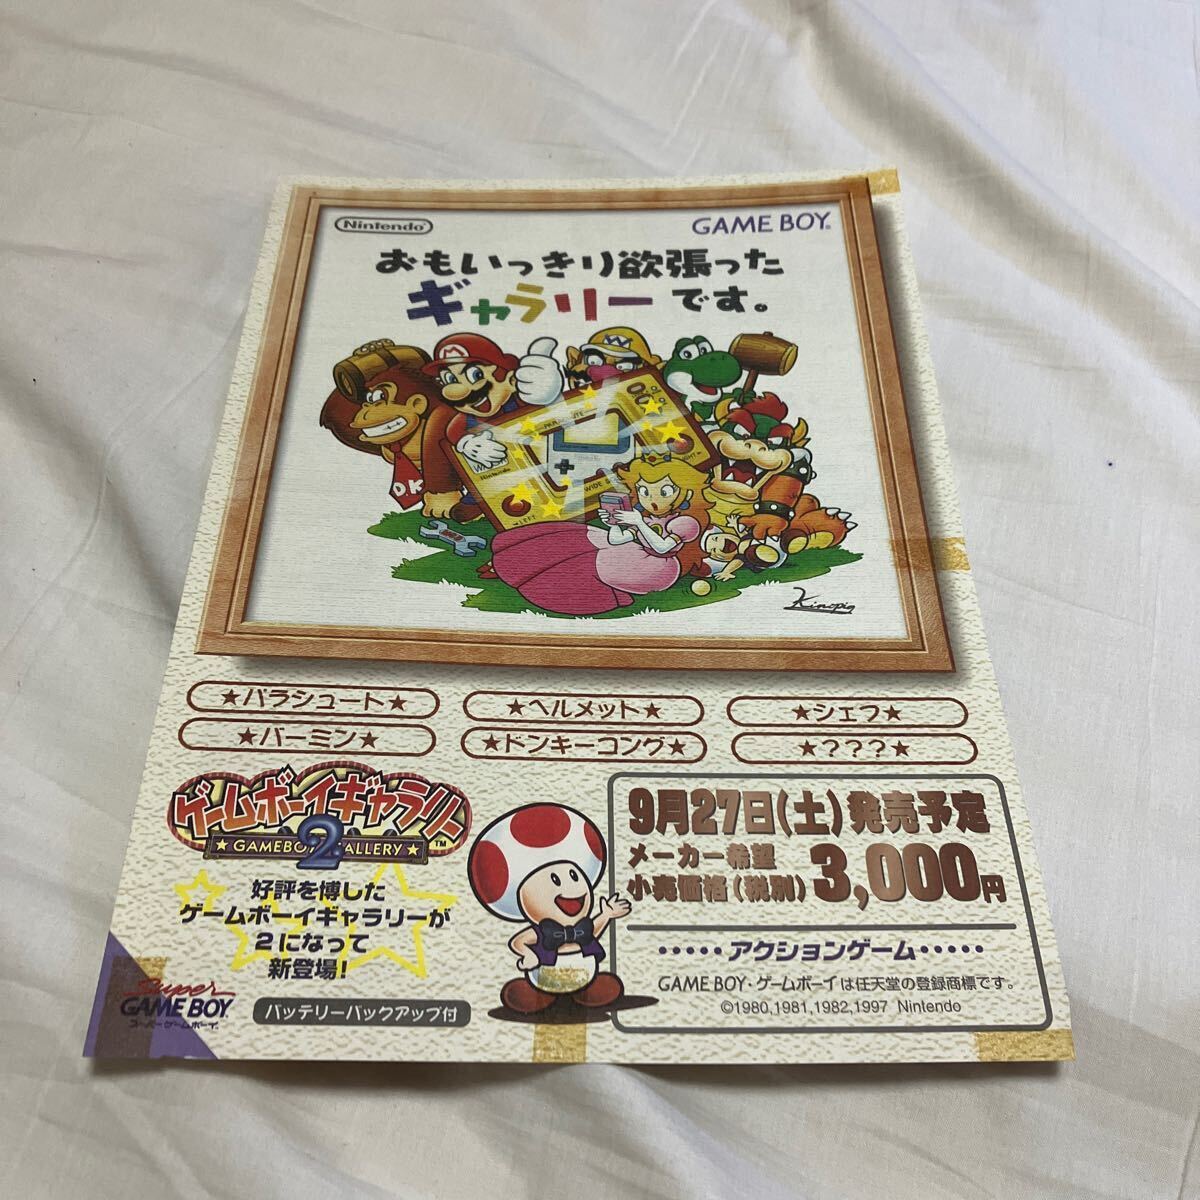 Nintendo
GAME BOY®
おもいっきり欲張った
ギャラリーです。
M
W
D.K
LEFT
WIDE
Kinopio
★パラシュート★
★ヘルメット★
★シェフ★
★バーミン★
★ドンキーコング★
★???★
ゲームボーイギャラリー
2
★GAMEBOY GALLERY★
TM
好評を博した
ゲームボーイギャラリーが
2になって
新登場!
Super
GAME BOY
スーパーゲームボーイ
バッテリーバックアップ付
9月27日(土)発売予定
メーカー希望
小売価格(税別) 3,000円
・・・・・アクションゲーム・・・・・
GAME BOY・ゲームボーイは任天堂の登録商標です。
©1980,1981,1982,1997 Nintendo